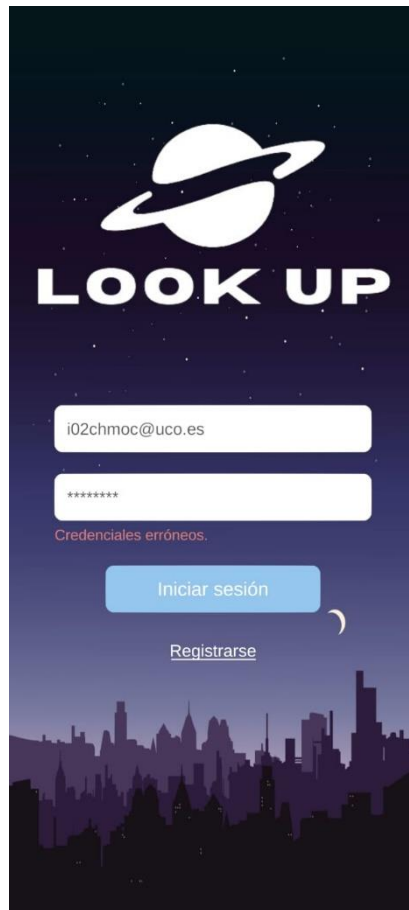 LOOK UP
i02chmoc@uco.es
********
Credenciales erróneos.
Iniciar sesión
Registrarse